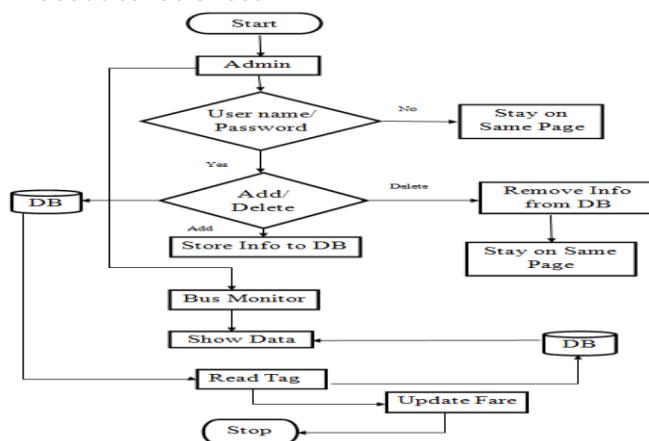 Start
Admin
User name/
Password
No
Stay on
Same Page
Yes
Add/
Delete
Delete
Remove Info
from DB
DB
Add
Store Info to DB
Stay on Same
Page
Bus Monitor
Show Data
DB
Read Tag
Update Fare
Stop